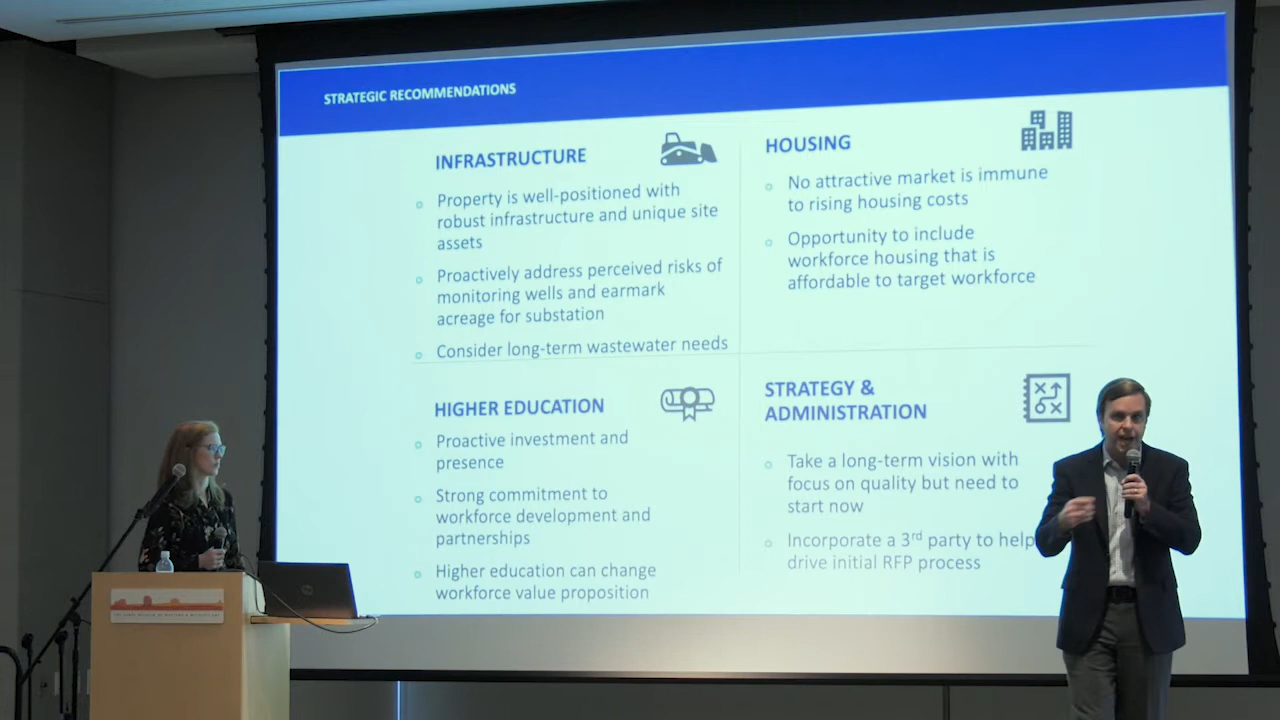 STRATEGIC RECOMMENDATIONS
INFRASTRUCTURE
Property is well-positioned with
robust infrastructure and unique site
assets
Proactively address perceived risks of
monitoring wells and earmark
acreage for substation
Consider long-term wastewater needs
HOUSING
No attractive market is immune
to rising housing costs
Opportunity to include
workforce housing that is
affordable to target workforce
HIGHER EDUCATION
Proactive investment and
presence
Strong commitment to
workforce development and
partnerships
Higher education can change
workforce value proposition
STRATEGY &
ADMINISTRATION
Take a long-term vision with
focus on quality but need to
start now
Incorporate a 3rd party to help
drive initial RFP process